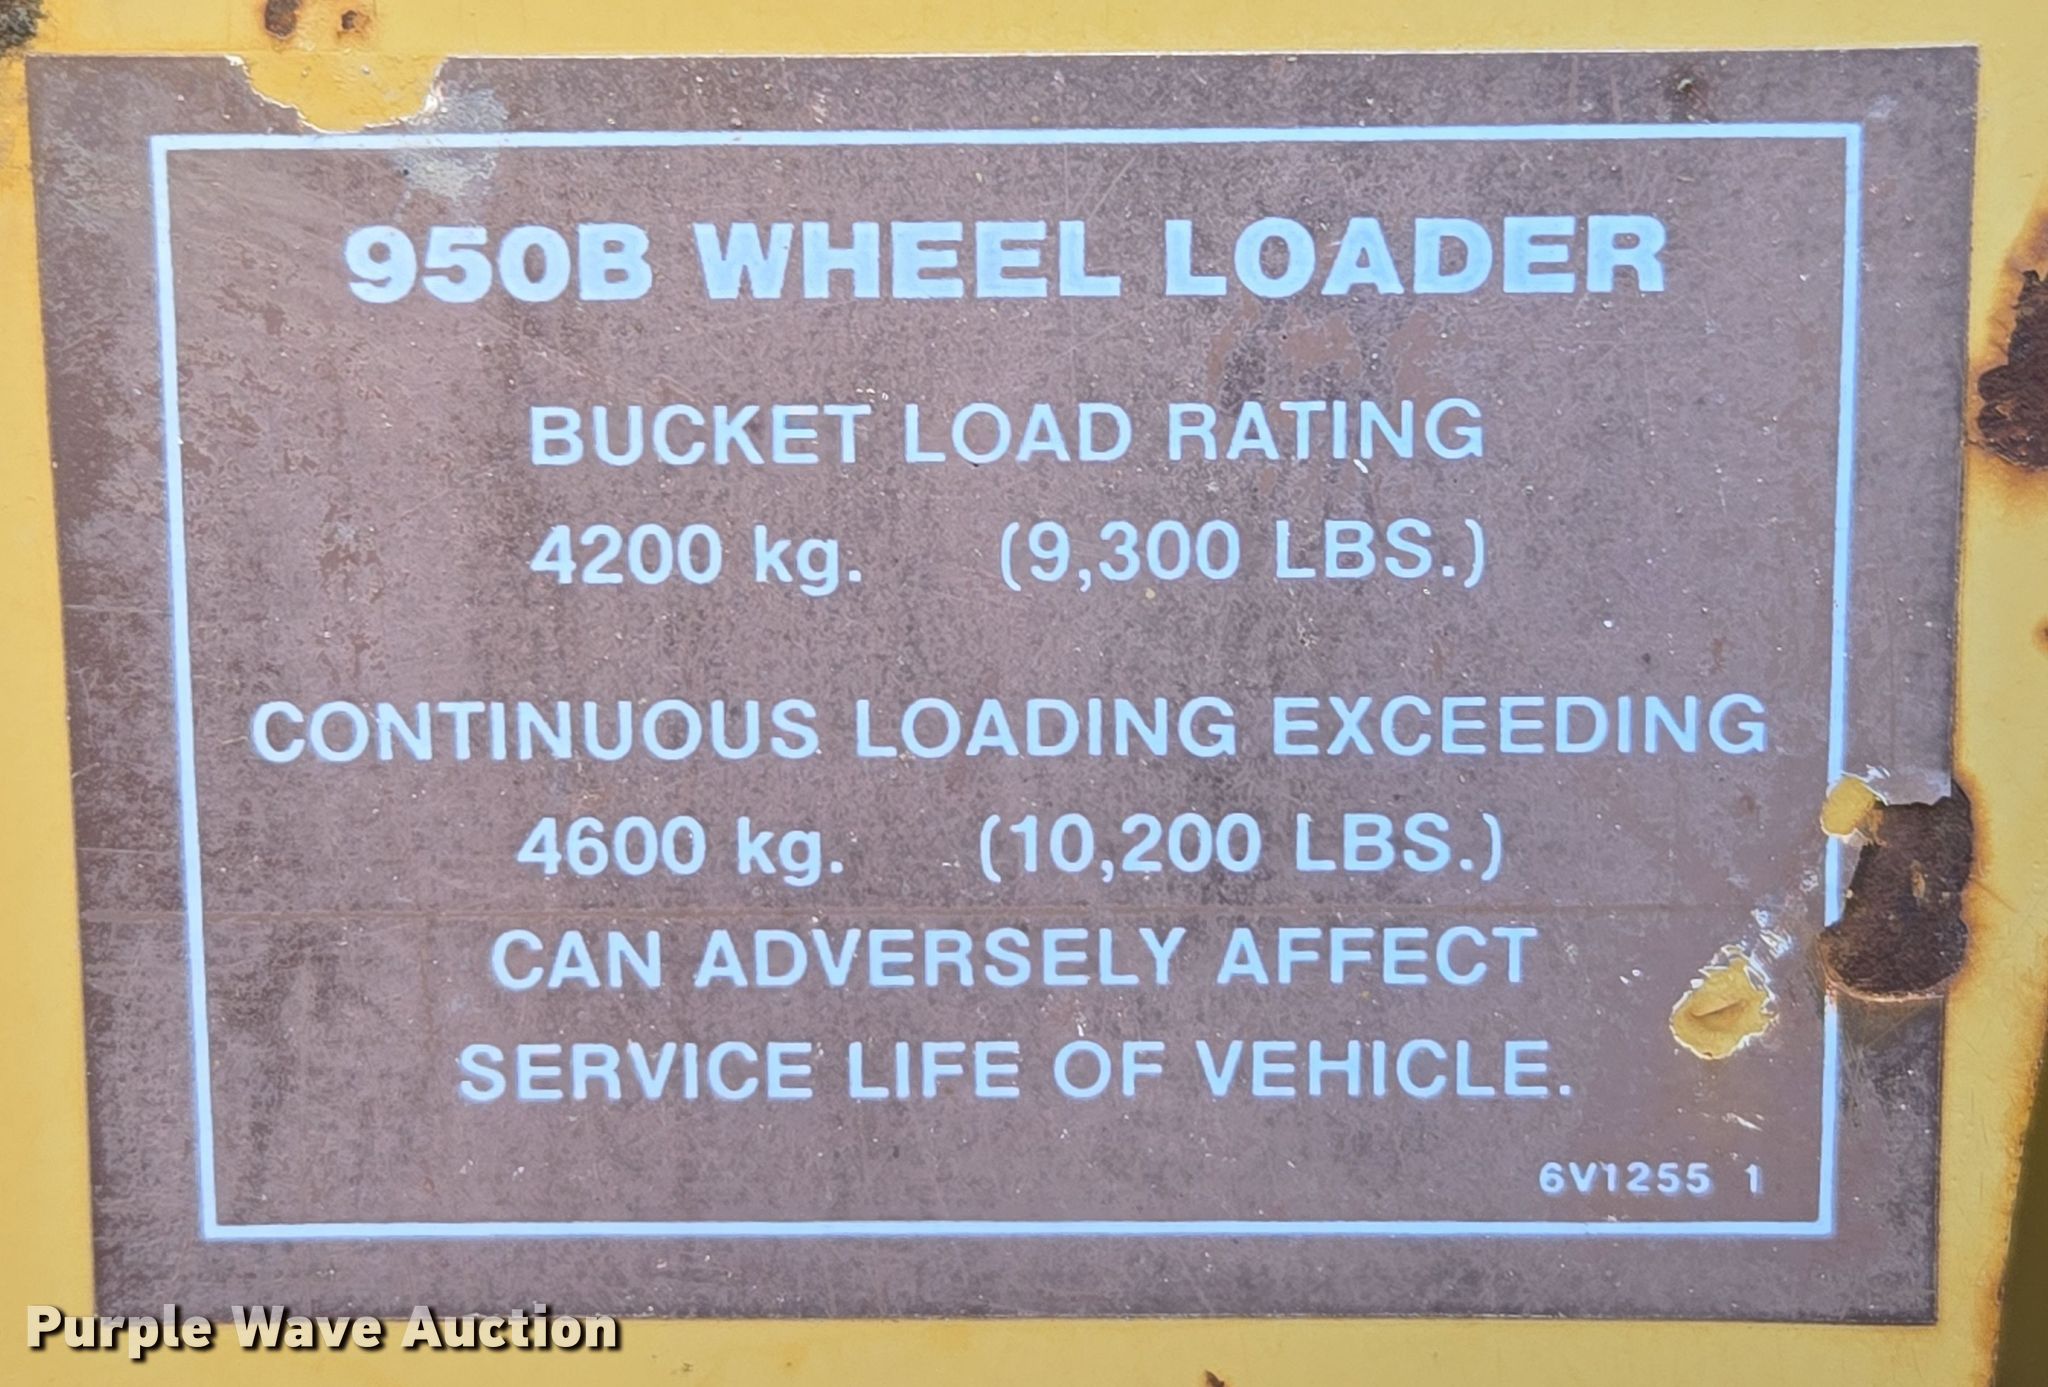 950B WHEEL LOADER
BUCKET LOAD RATING
4200 kg. (9,300 LBS.)
CONTINUOUS LOADING EXCEEDING
4600 kg. (10,200 LBS.)
CAN ADVERSELY AFFECT
SERVICE LIFE OF VEHICLE.
6V1255 1
Purple Wave Auction